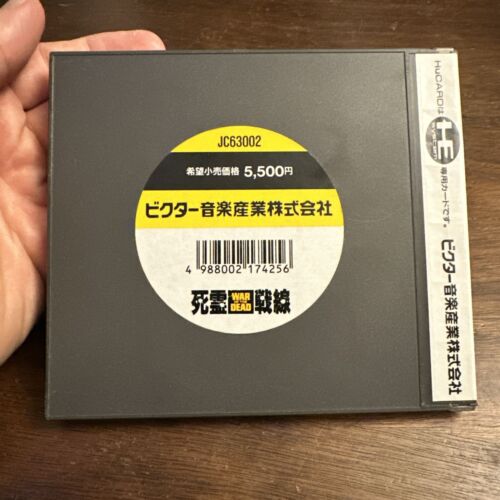 JC63002
希望小売価格 5,500円
ビクター音楽産業株式会社
4 988002 174256
死霊 WAR OF THE DEAD 戦線
HuCARDは HE 専用カードです。 ビクター音楽産業株式会社